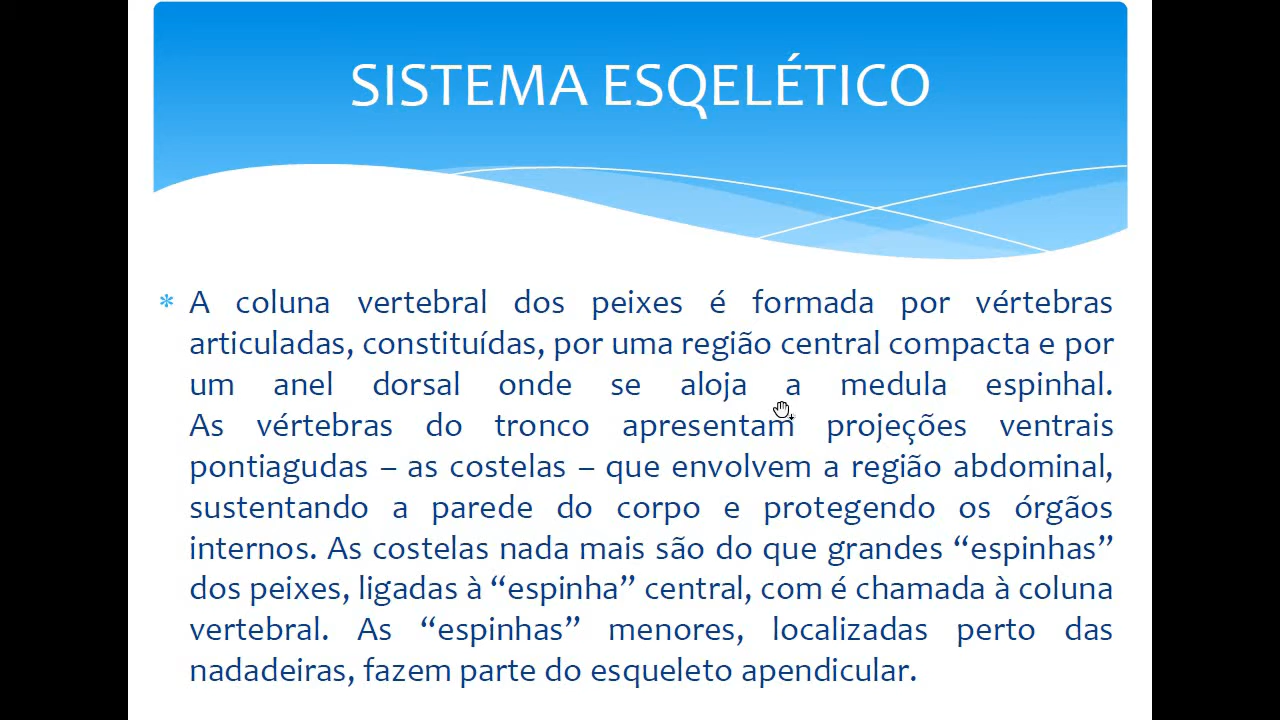 SISTEMA ESQELÉTICO
* A coluna vertebral dos peixes é formada por vértebras
articuladas, constituídas, por uma região central compacta e por
um anel dorsal onde se aloja a medula espinhal.
As vértebras do tronco apresentam projeções ventrais
pontiagudas – as costelas – que envolvem a região abdominal,
sustentando a parede do corpo e protegendo os órgãos
internos. As costelas nada mais são do que grandes “espinhas”
dos peixes, ligadas à “espinha” central, com é chamada à coluna
vertebral. As “espinhas” menores, localizadas perto das
nadadeiras, fazem parte do esqueleto apendicular.